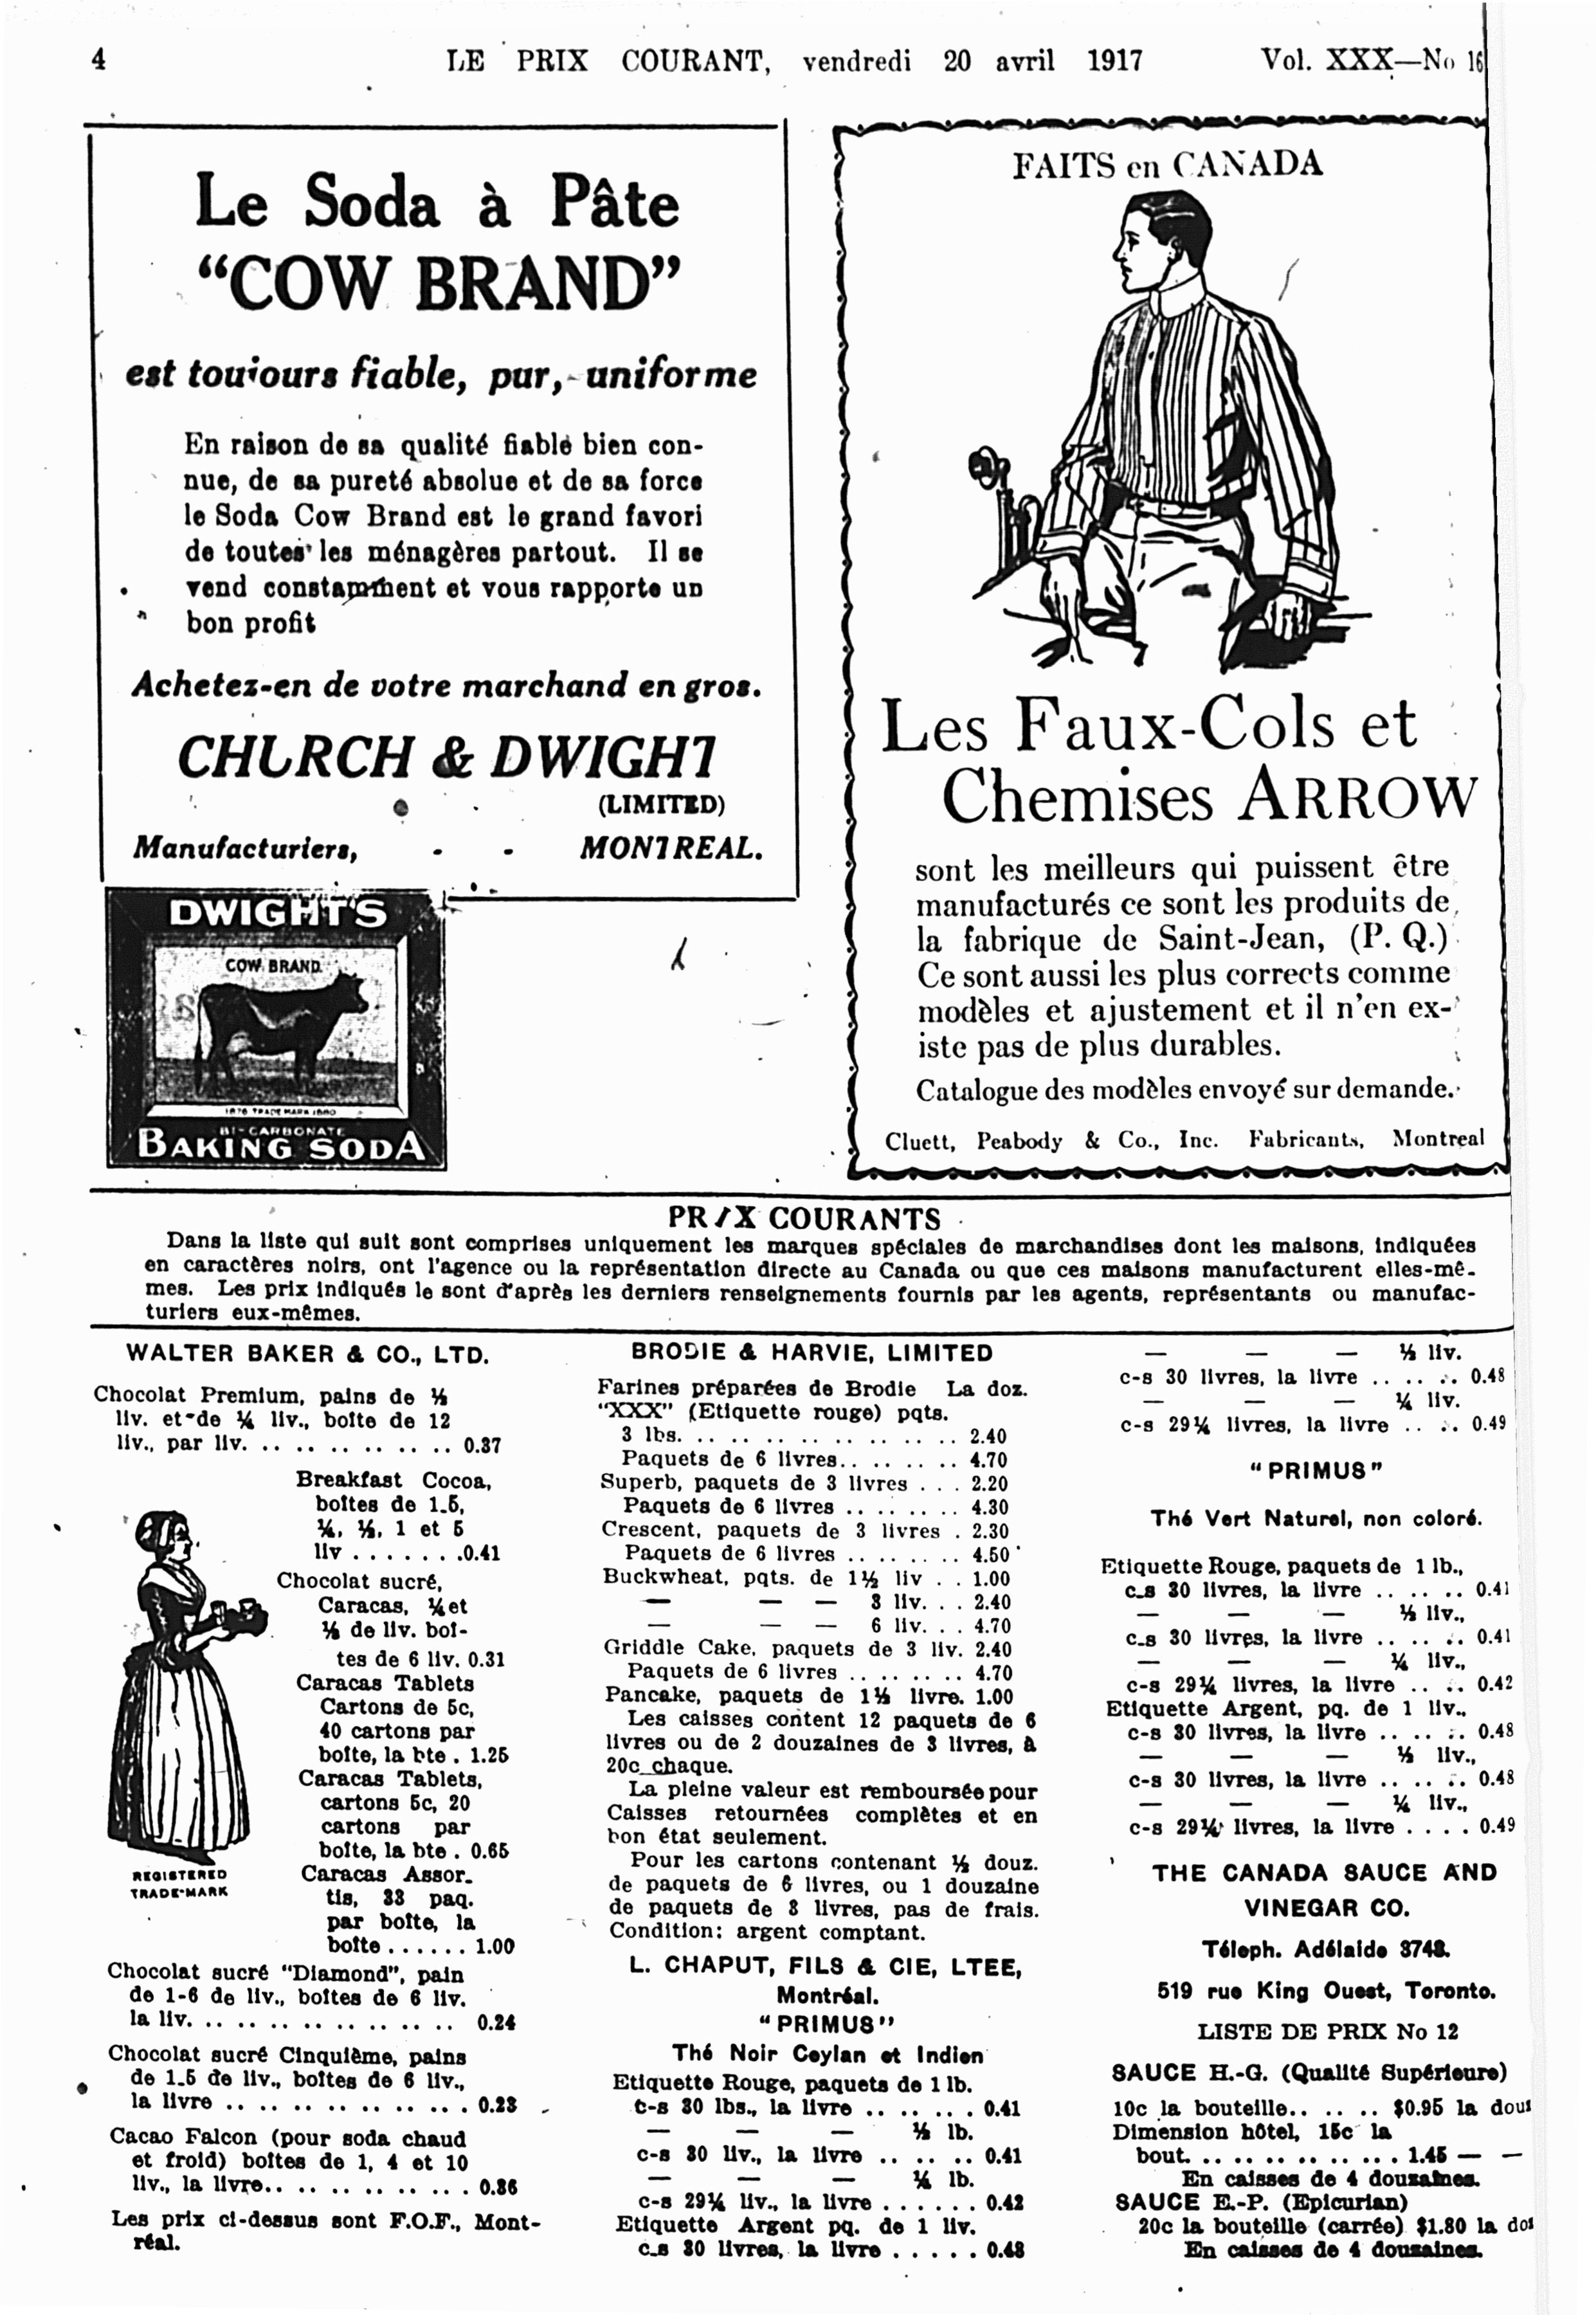 4 LE PRIX COURANT, vendredi 20 avril 1917 Vol. XXX—No 16
Le Soda à Pâte
“COW BRAND”
est toujours fiable, pur, uniforme
En raison de sa qualité fiable bien con-
nue, de sa pureté absolue et de sa force
le Soda Cow Brand est le grand favori
de toutes les ménagères partout. Il se
vend constamment et vous rapporte un
bon profit
Achetez-en de votre marchand en gros.
CHURCH & DWIGHT
(LIMITED)
Manufacturiers, - - MONTREAL.
DWIGHT'S
COW BRAND
1876 TRADE MARK 1880
BI-CARBONATE
BAKING SODA
FAITS en CANADA
Les Faux-Cols et
Chemises ARROW
sont les meilleurs qui puissent être
manufacturés ce sont les produits de
la fabrique de Saint-Jean, (P. Q.)
Ce sont aussi les plus corrects comme
modèles et ajustement et il n'en ex-
iste pas de plus durables.
Catalogue des modèles envoyé sur demande.
Cluett, Peabody & Co., Inc. Fabricants, Montreal
PRIX COURANTS
Dans la liste qui suit sont comprises uniquement les marques spéciales de marchandises dont les maisons, indiquées
en caractères noirs, ont l'agence ou la représentation directe au Canada ou que ces maisons manufacturent elles-mê-
mes. Les prix indiqués le sont d'après les derniers renseignements fournis par les agents, représentants ou manufac-
turiers eux-mêmes.
WALTER BAKER & CO., LTD.
Chocolat Premium, pains de ½
liv. et de ¼ liv., boîte de 12
liv., par liv. .. .. .. .. .. .. .. 0.37
Breakfast Cocoa,
boîtes de 1-5,
¼, ½, 1 et 5
liv . . . . . . .0.41
Chocolat sucré,
Caracas, ¼ et
½ de liv. boî-
tes de 6 liv. 0.31
Caracas Tablets
Cartons de 5c,
40 cartons par
boîte, la bte . 1.25
Caracas Tablets,
cartons 5c, 20
cartons par
boîte, la bte . 0.65
Caracas Assor-
tis, 33 paq.
par boîte, la
boîte . . . . . . 1.00
REGISTERED
TRADE-MARK
Chocolat sucré "Diamond", pain
de 1-6 de liv., boîtes de 6 liv.
la liv. .. .. .. .. .. .. .. .. 0.24
Chocolat sucré Cinquième, pains
de 1-5 de liv., boîtes de 6 liv.,
la livre .. .. .. .. .. .. .. . 0.23
Cacao Falcon (pour soda chaud
et froid) boîtes de 1, 4 et 10
liv., la livre.. .. .. .. .. .. . 0.36
Les prix ci-dessus sont F.O.F., Mont-
réal.
BRODIE & HARVIE, LIMITED
Farines préparées de Brodie La doz.
"XXX" (Etiquette rouge) pqts.
3 lbs. .. .. .. .. .. .. .. . 2.40
Paquets de 6 livres.. .. .. .. 4.70
Superb, paquets de 3 livres . . . 2.20
Paquets de 6 livres .. .. .. .. 4.30
Crescent, paquets de 3 livres . 2.30
Paquets de 6 livres .. .. .. .. 4.50
Buckwheat, pqts. de 1½ liv . . 1.00
— — — 3 liv. . . 2.40
— — — 6 liv. . . 4.70
Griddle Cake, paquets de 3 liv. 2.40
Paquets de 6 livres .. .. .. .. 4.70
Pancake, paquets de 1½ livre. 1.00
Les caisses content 12 paquets de 6
livres ou de 2 douzaines de 3 livres, à
20c chaque.
La pleine valeur est remboursée pour
Caisses retournées complètes et en
bon état seulement.
Pour les cartons contenant ½ douz.
de paquets de 6 livres, ou 1 douzaine
de paquets de 3 livres, pas de frais.
Condition: argent comptant.
L. CHAPUT, FILS & CIE, LTEE,
Montréal.
"PRIMUS"
Thé Noir Ceylan et Indien
Etiquette Rouge, paquets de 1 lb.
c-s 30 lbs., la livre .. .. .. . 0.41
— — — ½ lb.
c-s 30 liv., la livre .. .. .. 0.41
— — — ¼ lb.
c-s 29¼ liv., la livre . . . . . . 0.42
Etiquette Argent pq. de 1 liv.
c-s 30 livres, la livre . . . . . 0.48
— — — ½ liv.
c-s 30 livres, la livre .. .. .. 0.48
— — — ¼ liv.
c-s 29¼ livres, la livre .. .. 0.49
"PRIMUS"
Thé Vert Naturel, non coloré.
Etiquette Rouge, paquets de 1 lb.,
c-s 30 livres, la livre .. .. .. 0.41
— — — ½ liv.,
c-s 30 livres, la livre .. .. .. 0.41
— — — ¼ liv.,
c-s 29¼ livres, la livre .. .. 0.42
Etiquette Argent, pq. de 1 liv.,
c-s 30 livres, la livre .. .. .. 0.48
— — — ½ liv.,
c-s 30 livres, la livre .. .. .. 0.48
— — — ¼ liv.,
c-s 29¼ livres, la livre . . . . 0.49
THE CANADA SAUCE AND
VINEGAR CO.
Téleph. Adélaide 3748.
519 rue King Ouest, Toronto.
LISTE DE PRIX No 12
SAUCE H.-G. (Qualité Supérieure)
10c la bouteille.. .. .. $0.95 la
Dimension hôtel, 15c la
bout. .. .. .. .. .. .. . 1.45 — —
En caisses de 4 douzaines.
SAUCE E.-P. (Epicurian)
20c la bouteille (carrée) $1.80 la
En caisses de 4 douzaines.